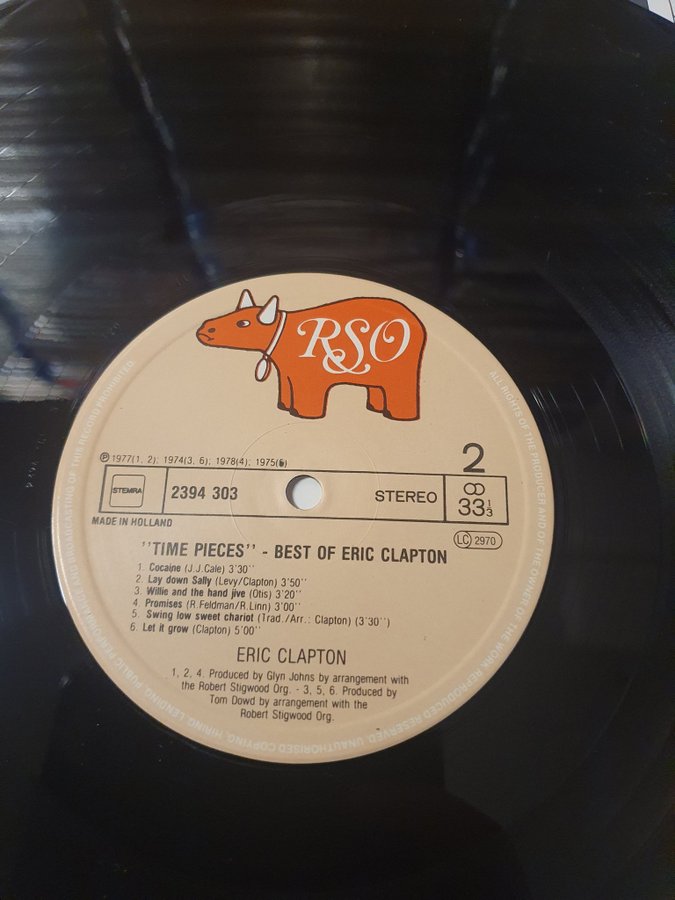 RSO
℗ 1977(1, 2); 1974(3, 6); 1978(4); 1975(5)
2
STEMRA
2394 303
STEREO
33⅓
MADE IN HOLLAND
LC 2970
''TIME PIECES'' - BEST OF ERIC CLAPTON
1. Cocaine (J.J.Cale) 3'30''
2. Lay down Sally (Levy/Clapton) 3'50''
3. Willie and the hand jive (Otis) 3'20''
4 Promises (R.Feldman/R.Linn) 3'00''
5. Swing low sweet chariot (Trad./Arr.: Clapton) (3'30'')
6. Let it grow (Clapton) 5'00''
ERIC CLAPTON
1, 2, 4. Produced by Glyn Johns by arrangement with
the Robert Stigwood Org. - 3, 5, 6. Produced by
Tom Dowd by arrangement with the
Robert Stigwood Org.
ALL RIGHTS OF THE PRODUCER AND OF THE OWNER OF THE WORK REPRODUCED RESERVED. UNAUTHORISED COPYING, HIRING, LENDING, PUBLIC PERFORMANCE AND BROADCASTING OF THIS RECORD PROHIBITED